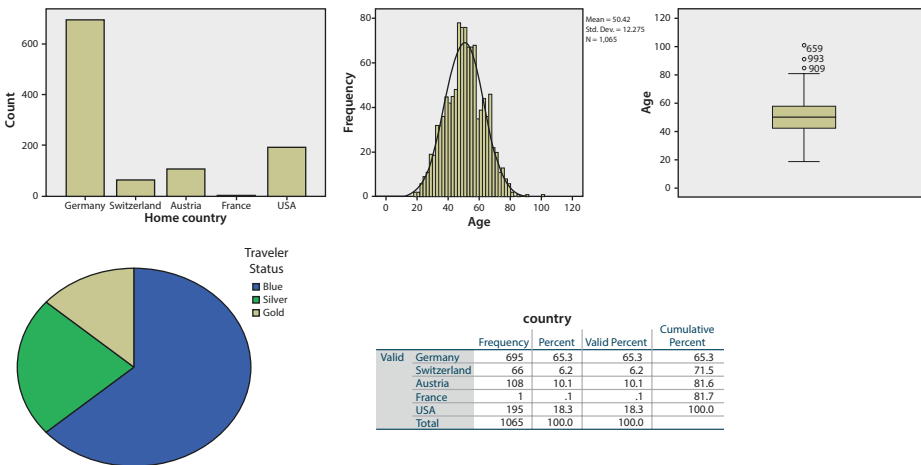 Count
600
400
200
0
Germany Switzerland Austria France USA
Home country
Frequency
80
60
40
20
0
0 20 40 60 80 100 120
Age
Mean = 50.42
Std. Dev. = 12.275
N = 1,065
Age
120
100
80
60
40
20
0
659
993
909
Traveler
Status
Blue
Silver
Gold
country
Frequency Percent Valid Percent Cumulative Percent
Valid Germany 695 65.3 65.3 65.3
Switzerland 66 6.2 6.2 71.5
Austria 108 10.1 10.1 81.6
France 1 .1 .1 81.7
USA 195 18.3 18.3 100.0
Total 1065 100.0 100.0